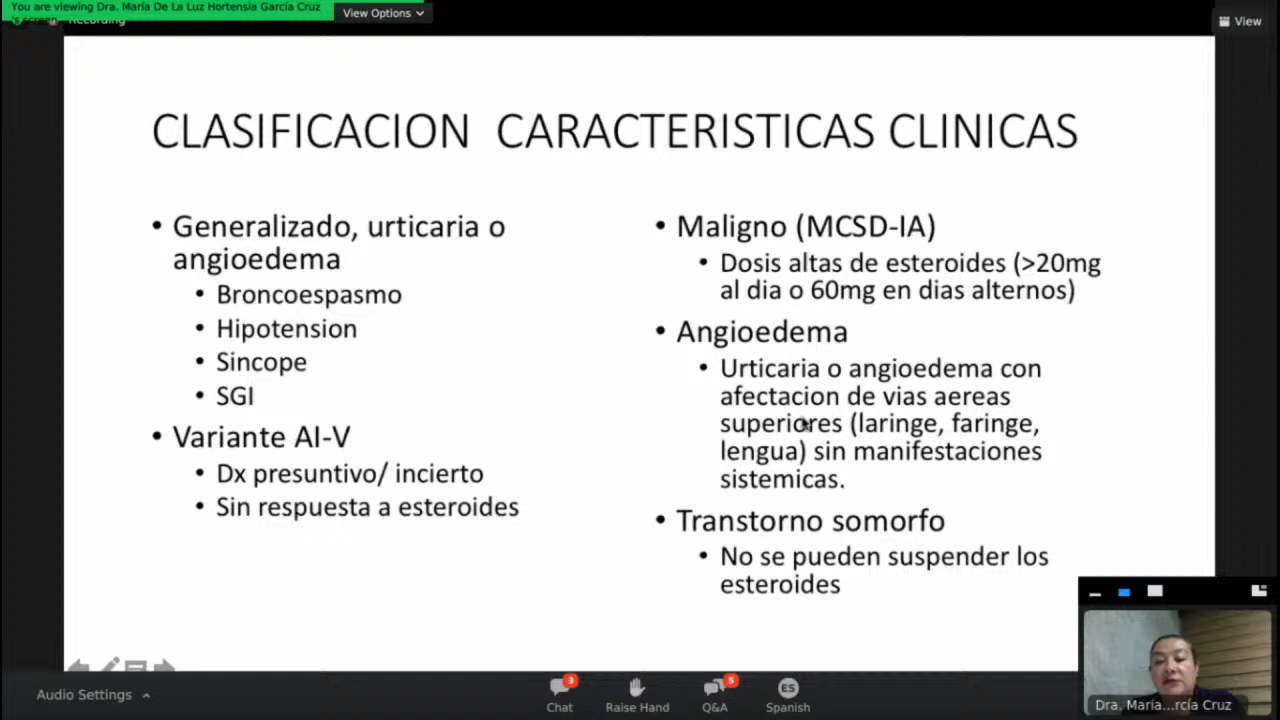 You are viewing Dra. María De La Luz Hortensia García Cruz
's screen
View Options
Recording
View
CLASIFICACION CARACTERISTICAS CLINICAS
• Generalizado, urticaria o
angioedema
• Broncoespasmo
• Hipotension
• Sincope
• SGI
• Variante AI-V
• Dx presuntivo/ incierto
• Sin respuesta a esteroides
• Maligno (MCSD-IA)
• Dosis altas de esteroides (>20mg
al dia o 60mg en dias alternos)
• Angioedema
• Urticaria o angioedema con
afectacion de vias aereas
superiores (laringe, faringe,
lengua) sin manifestaciones
sistemicas.
• Transtorno somorfo
• No se pueden suspender los
esteroides
Audio Settings
3
Chat
Raise Hand
5
Q&A
ES
Spanish
Dra. María...rcía Cruz